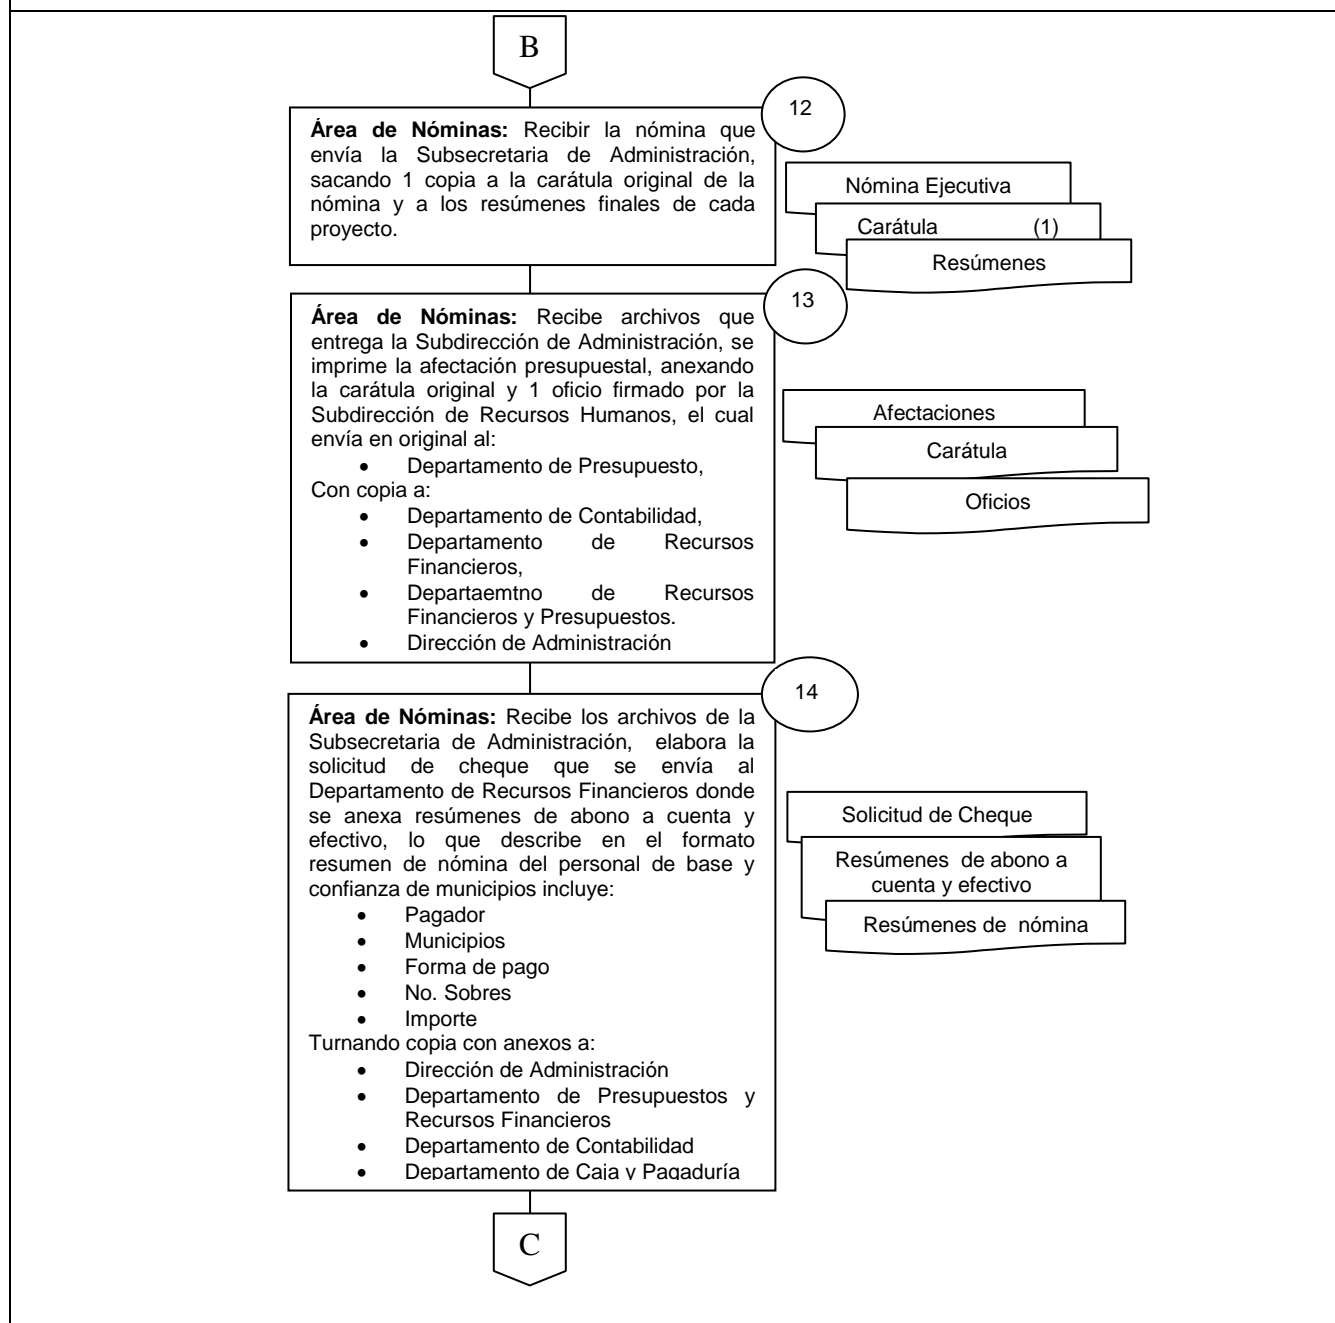 B
12
Área de Nóminas: Recibir la nómina que
envía la Subsecretaria de Administración,
sacando 1 copia a la carátula original de la
nómina y a los resúmenes finales de cada
proyecto.
Nómina Ejecutiva
Carátula (1)
Resúmenes
13
Área de Nóminas: Recibe archivos que
entrega la Subdirección de Administración, se
imprime la afectación presupuestal, anexando
la carátula original y 1 oficio firmado por la
Subdirección de Recursos Humanos, el cual
envía en original al:
• Departamento de Presupuesto,
Con copia a:
• Departamento de Contabilidad,
• Departamento de Recursos
Financieros,
• Departaemtno de Recursos
Financieros y Presupuestos.
• Dirección de Administración
Afectaciones
Carátula
Oficios
14
Área de Nóminas: Recibe los archivos de la
Subsecretaria de Administración, elabora la
solicitud de cheque que se envía al
Departamento de Recursos Financieros donde
se anexa resúmenes de abono a cuenta y
efectivo, lo que describe en el formato
resumen de nómina del personal de base y
confianza de municipios incluye:
• Pagador
• Municipios
• Forma de pago
• No. Sobres
• Importe
Turnando copia con anexos a:
• Dirección de Administración
• Departamento de Presupuestos y
Recursos Financieros
• Departamento de Contabilidad
• Departamento de Caja y Pagaduría
Solicitud de Cheque
Resúmenes de abono a
cuenta y efectivo
Resúmenes de nómina
C